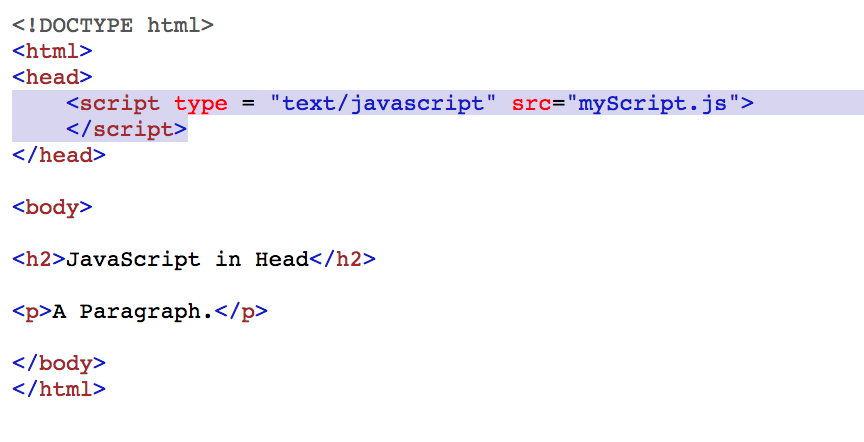 <!DOCTYPE html>
<html>
<head>
    <script type = "text/javascript" src="myScript.js">
    </script>
</head>

<body>

<h2>JavaScript in Head</h2>

<p>A Paragraph.</p>

</body>
</html>